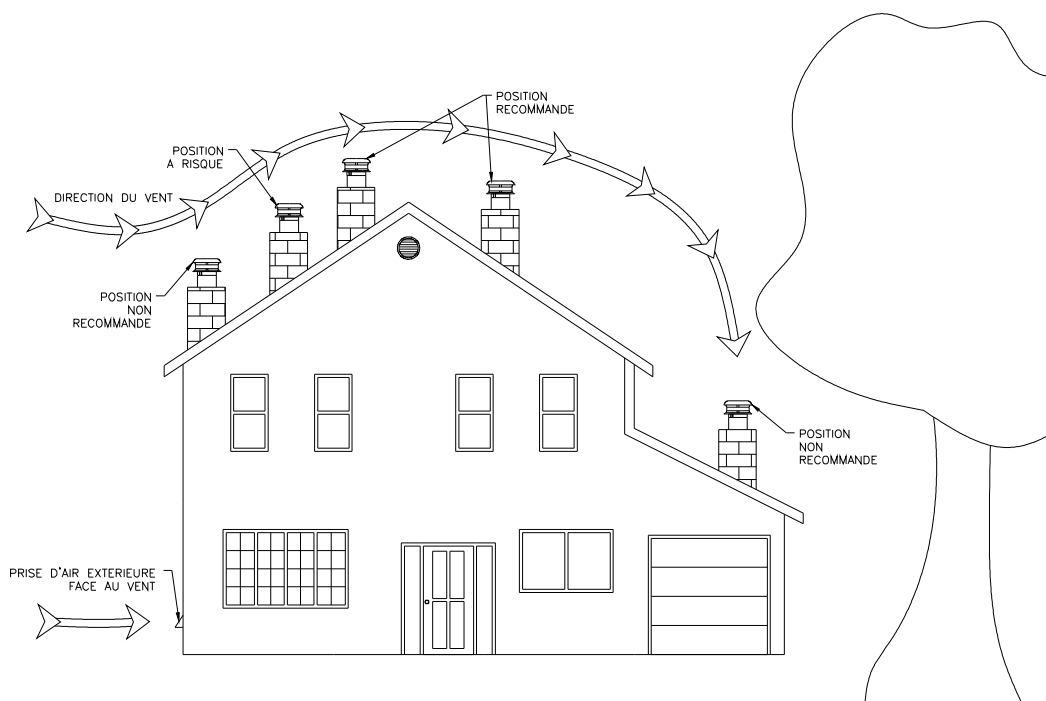 POSITION
RECOMMANDE
POSITION
A RISQUE
DIRECTION DU VENT
POSITION
NON
RECOMMANDE
POSITION
NON
RECOMMANDE
PRISE D'AIR EXTERIEURE
FACE AU VENT